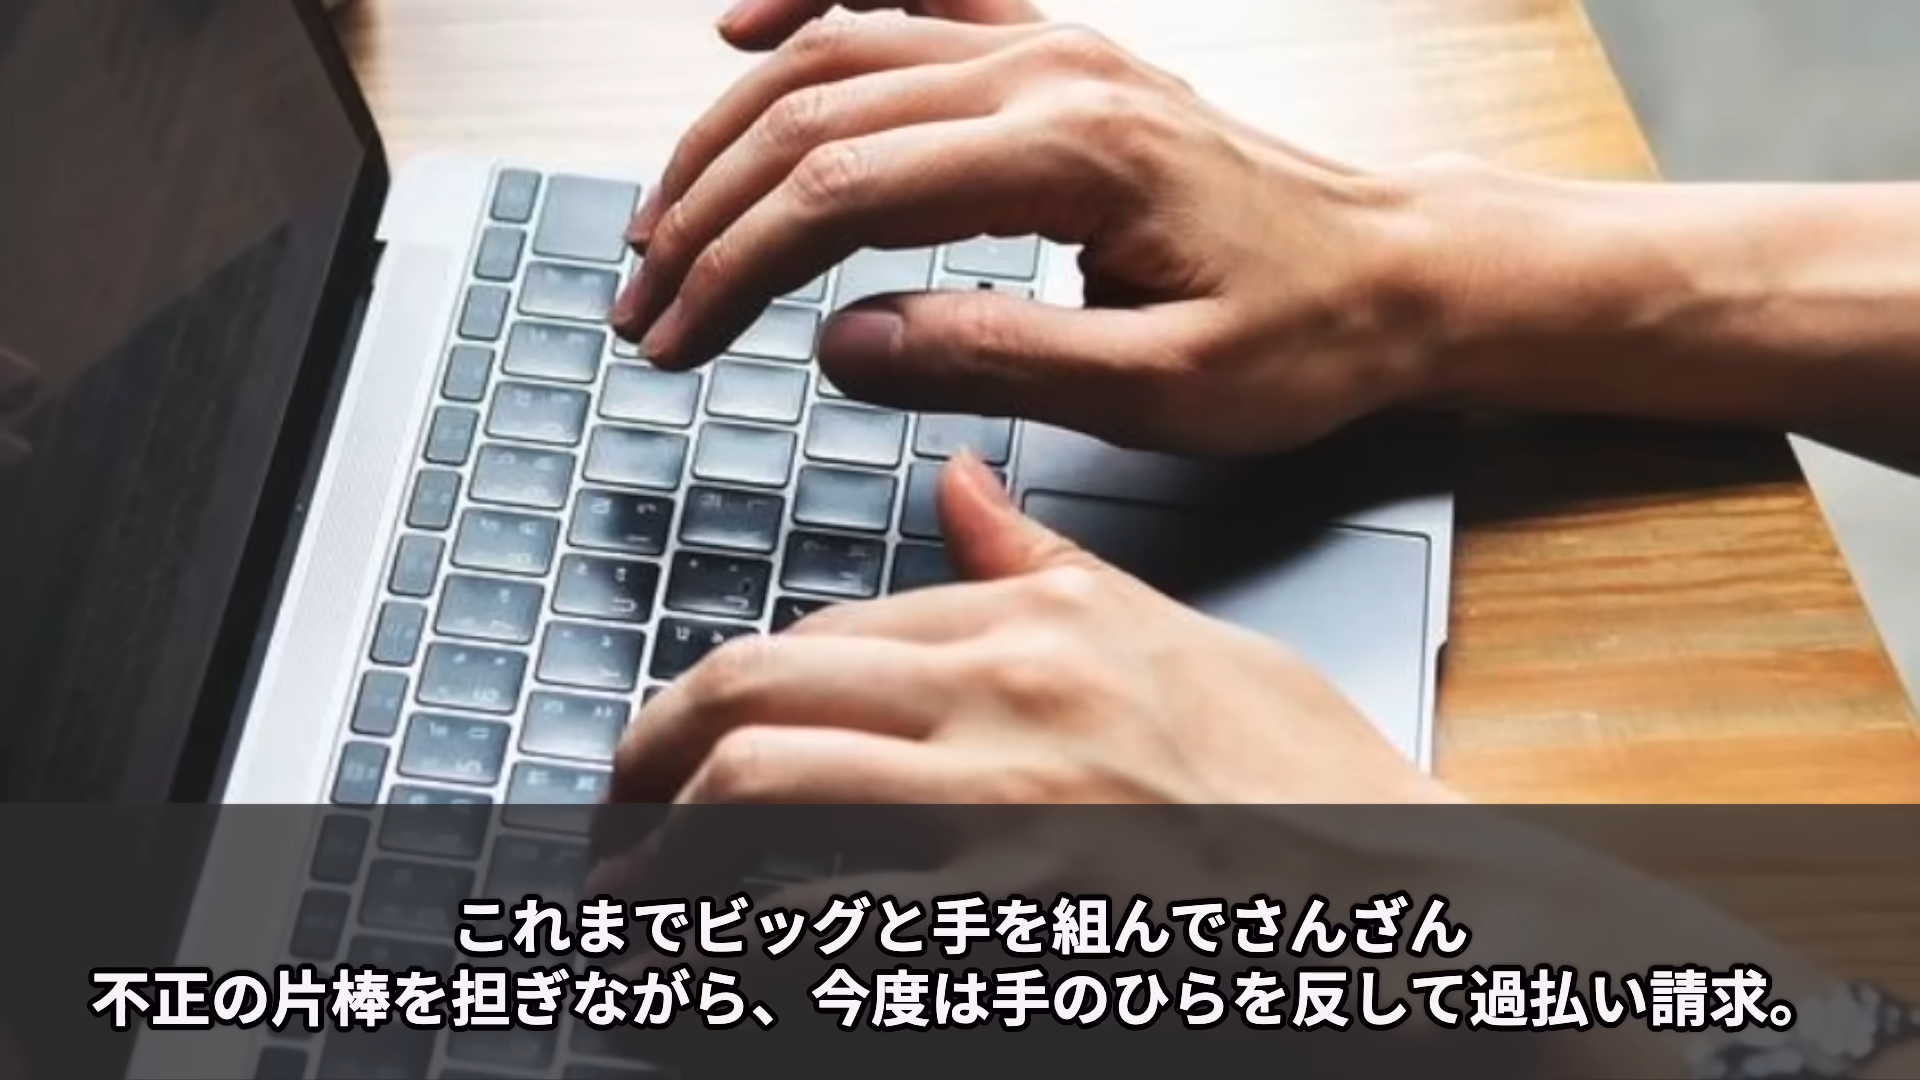 これまでビッグと手を組んでさんざん
不正の片棒を担ぎながら、今度は手のひらを反して過払い請求。